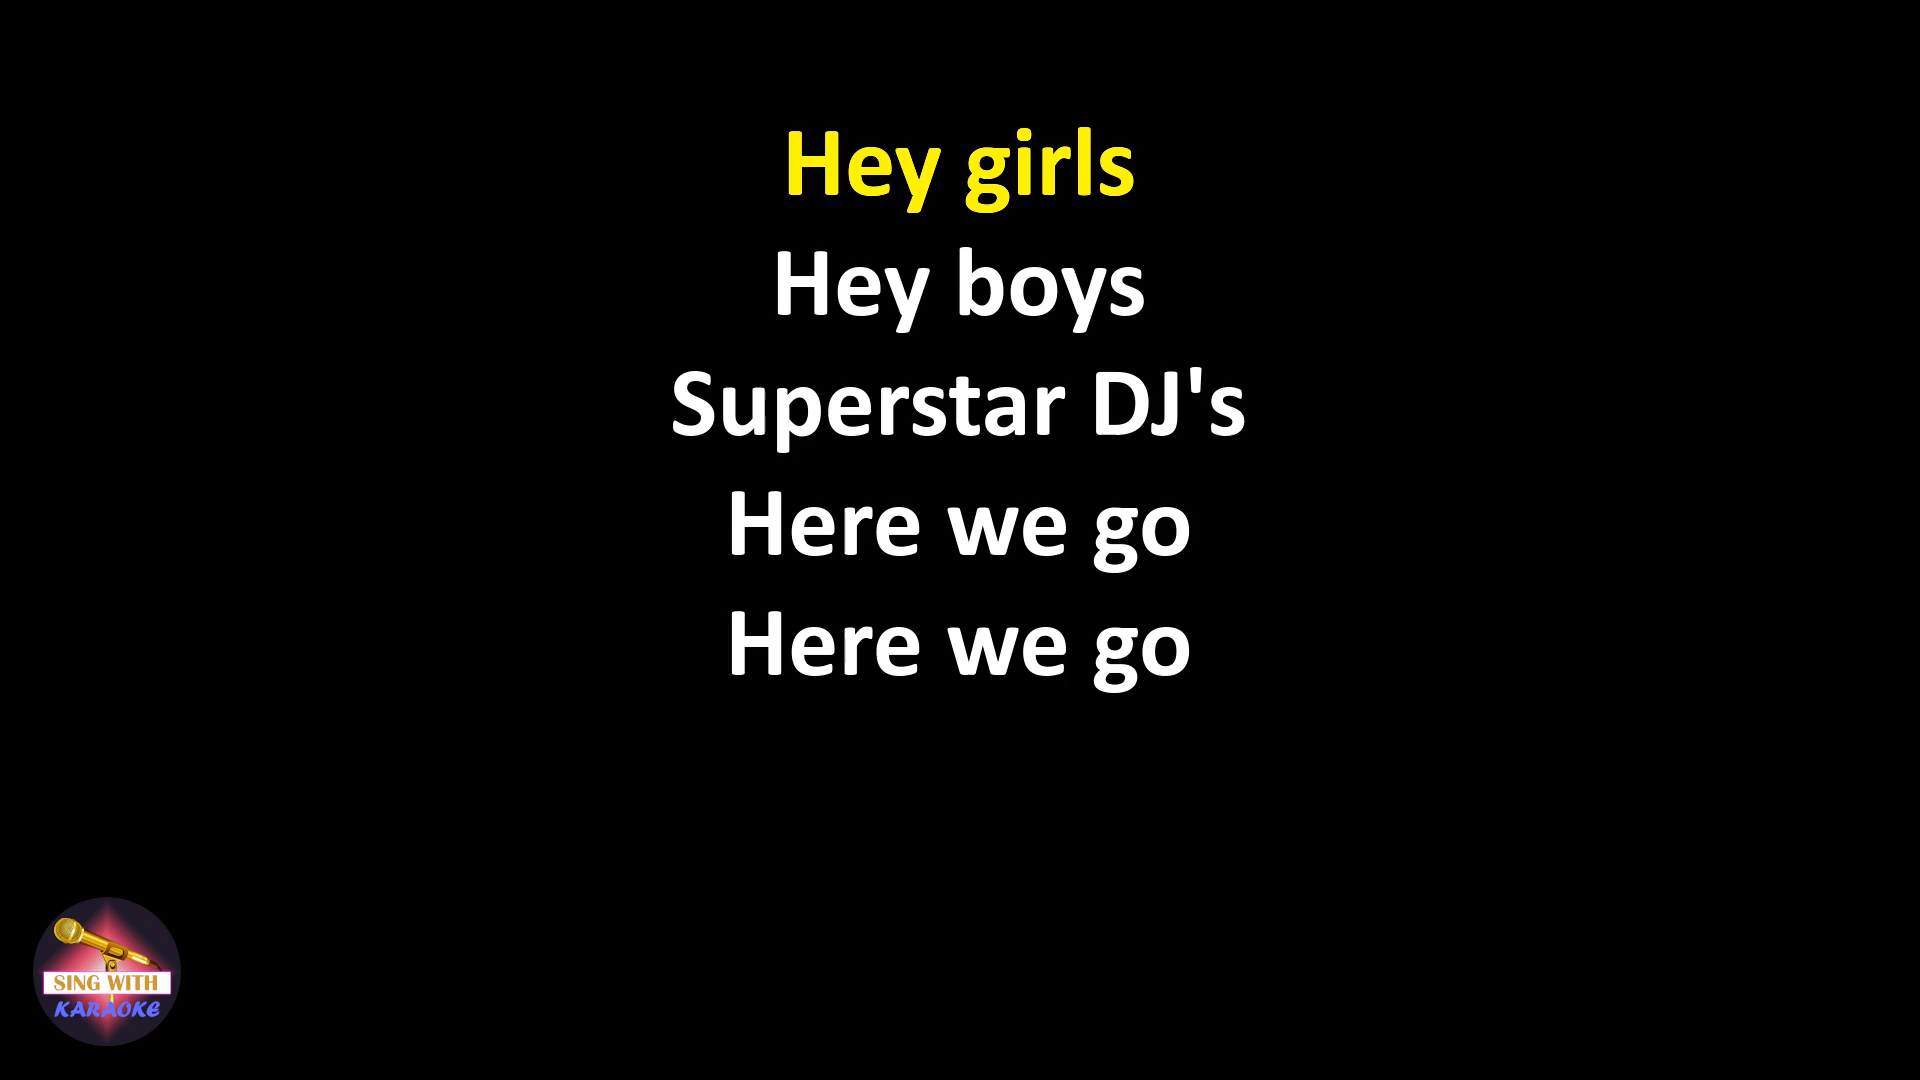 Hey girls
Hey boys
Superstar DJ's
Here we go
Here we go
SING WITH
KARAOKE